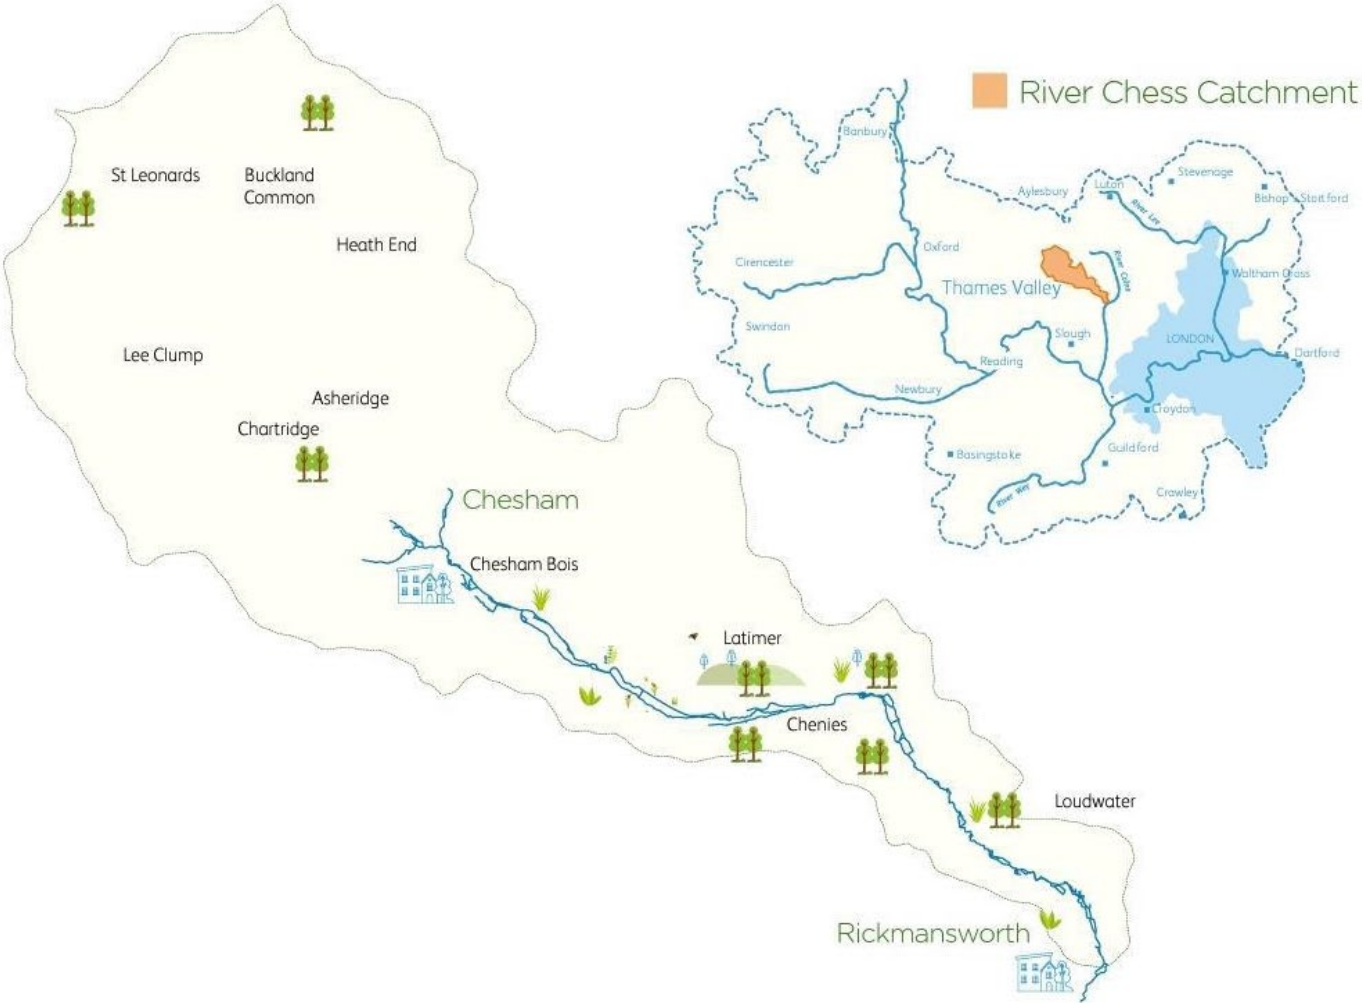 River Chess Catchment
Banbury
Stevenage
Luton
Aylesbury
Bishop's Stortford
River Lee
Oxford
River Colne
Cirencester
Waltham Cross
Thames Valley
Swindon
Slough
LONDON
Reading
Dartford
Newbury
Croydon
Guildford
Basingstoke
River Wey
Crawley
St Leonards
Buckland
Common
Heath End
Lee Clump
Asheridge
Chartridge
Chesham
Chesham Bois
Latimer
Chenies
Loudwater
Rickmansworth